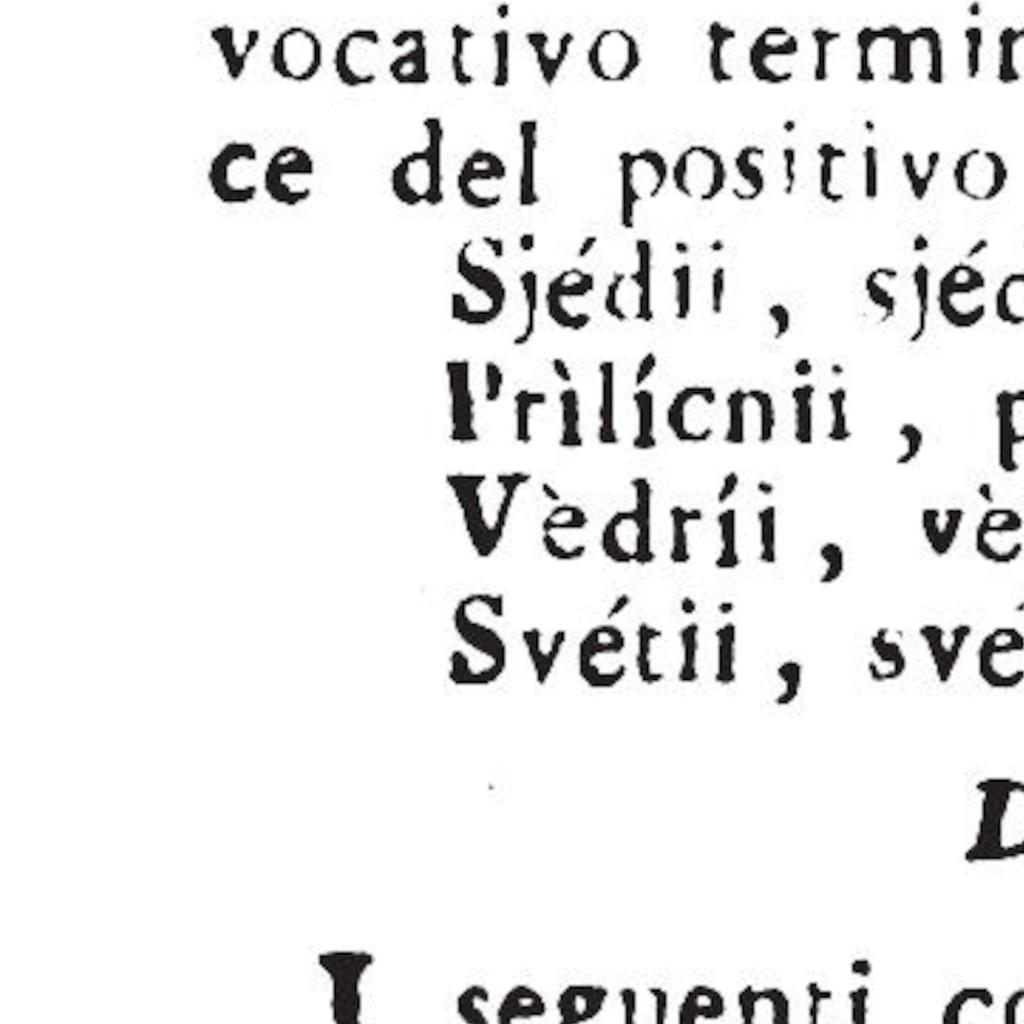 vocativo termin
ce del positivo
Sjédii, sjéd
Prìlícnii, p
Vèdríi, vè
Svétii, své
D
I seguenti co